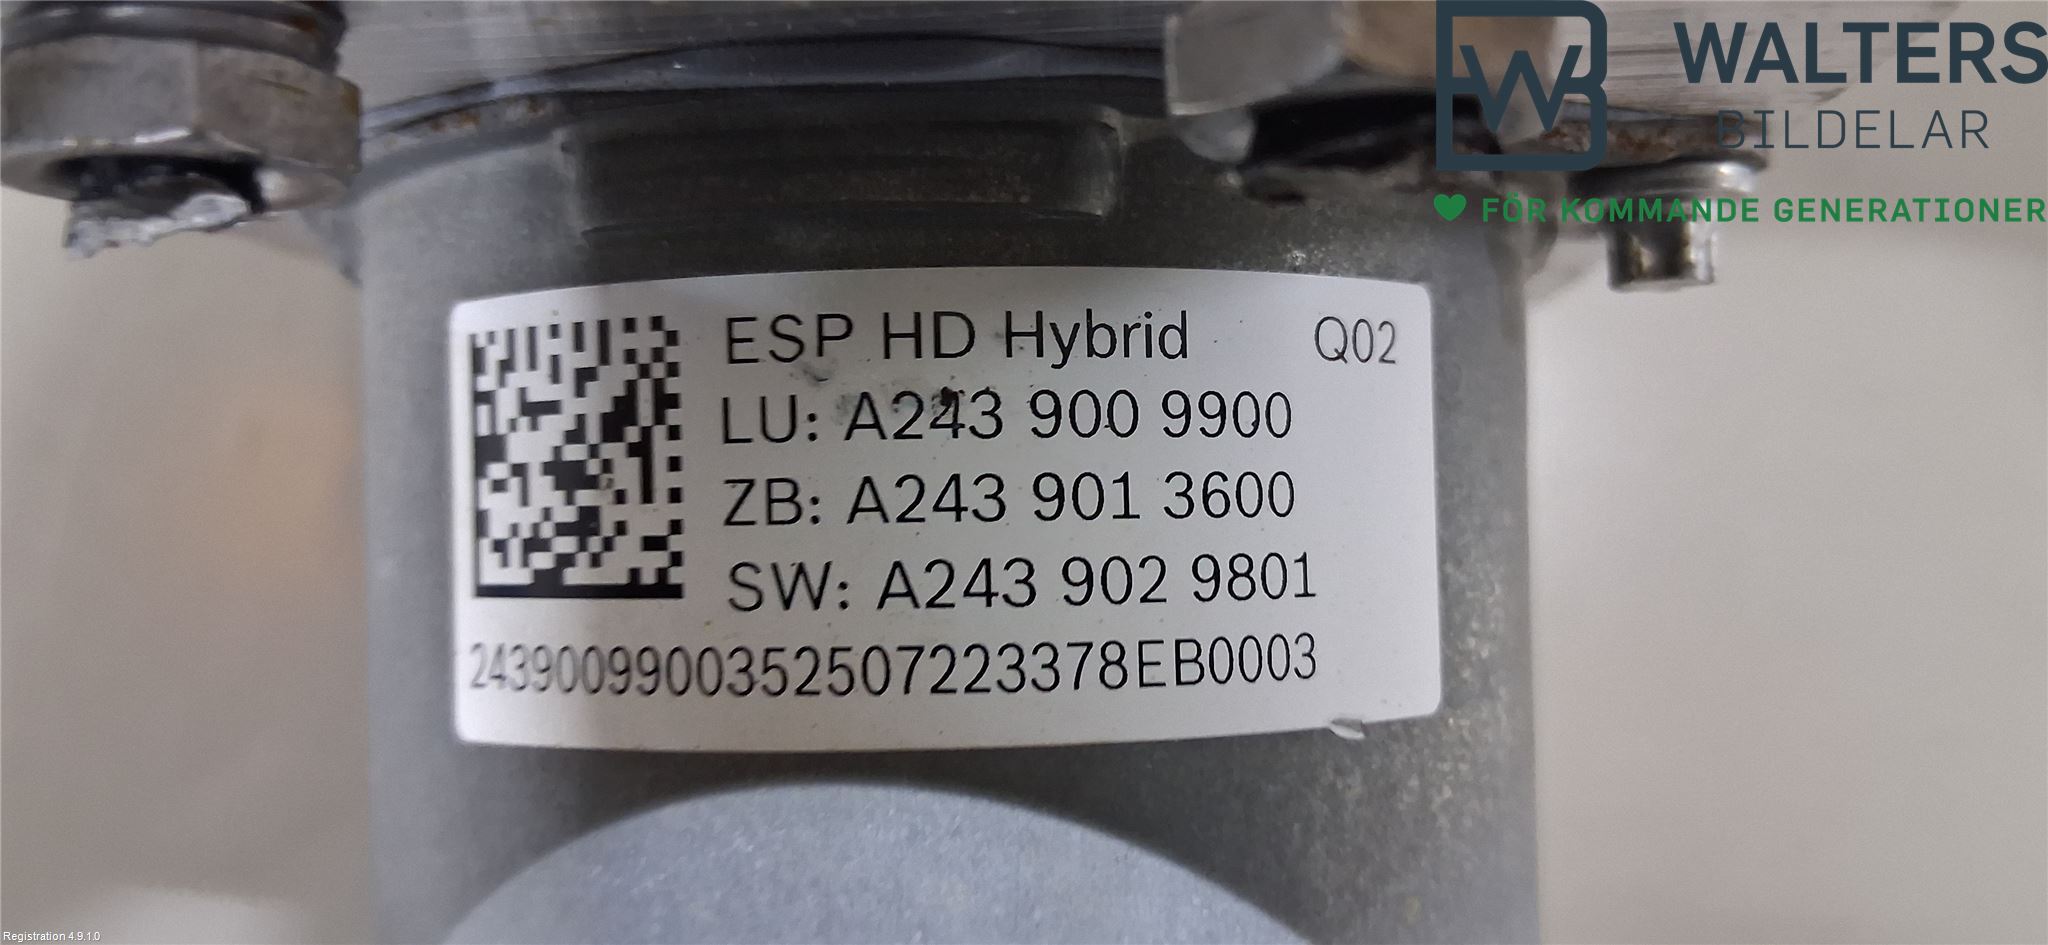 WALTERS
BILDELAR
FÖR KOMMANDE GENERATIONER
ESP HD Hybrid Q02
LU: A243 900 9900
ZB: A243 901 3600
SW: A243 902 9801
2439009900352507223378EB0003
Registration 4.9.1.0